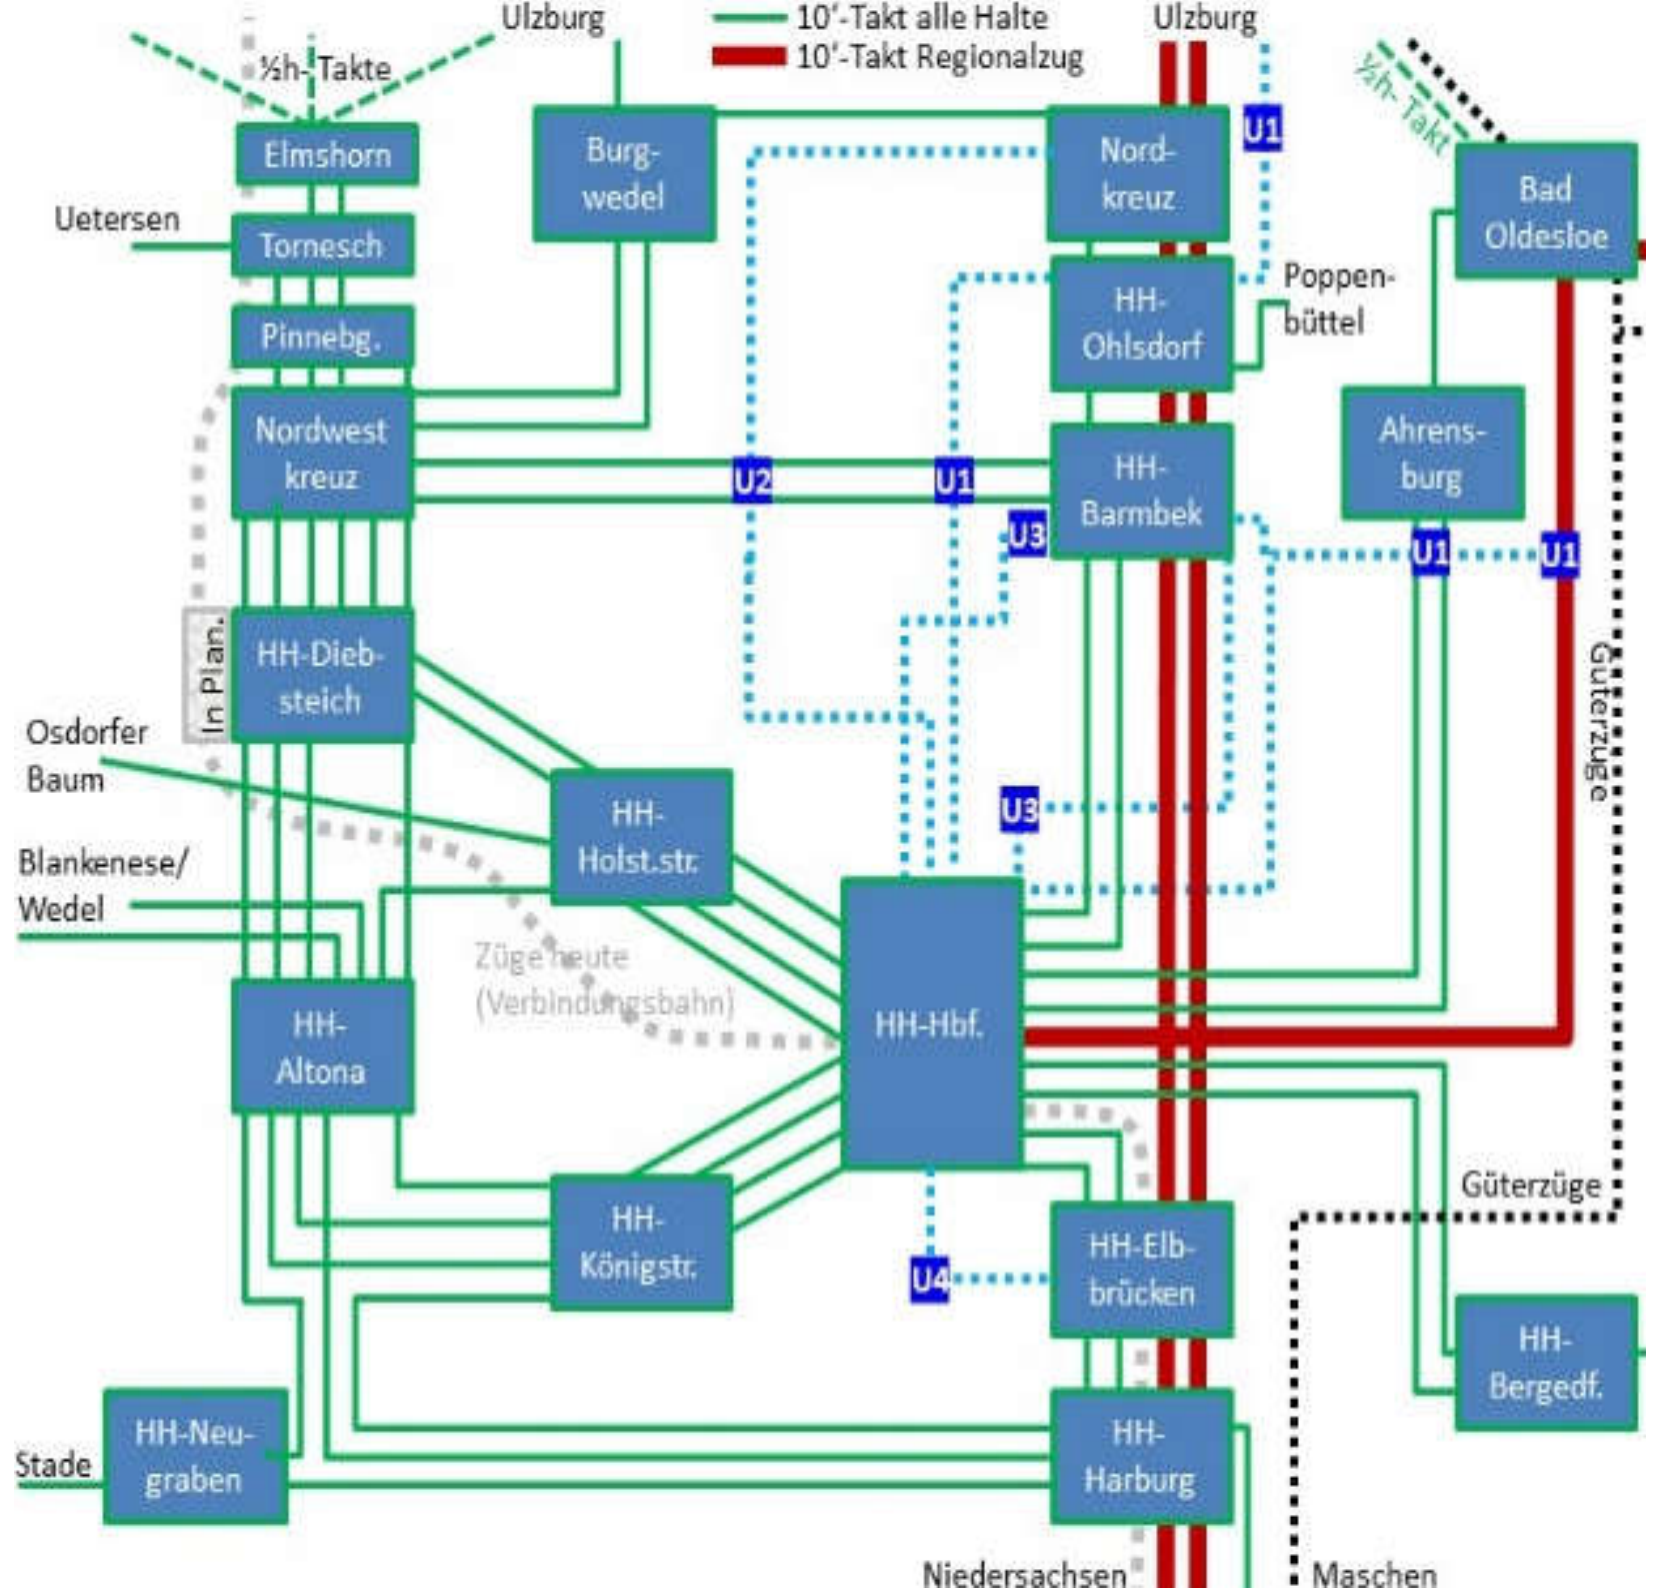 Ulzburg
10‘-Takt alle Halte
10‘-Takt Regionalzug
Ulzburg
½h- Takte
½h- Takt
U1
Elmshorn
Burg-
wedel
Nord-
kreuz
Bad
Oldesloe
Uetersen
Tornesch
Poppen-
büttel
HH-
Ohlsdorf
Pinnebg.
Nordwest
kreuz
Ahrens-
burg
HH-
Barmbek
U2
U1
U3
U1
U1
In Plan.
HH-Dieb-
steich
Güterzüge
Osdorfer
Baum
HH-
Holst.str.
U3
Blankenese/
Wedel
Züge heute
(Verbindungsbahn)
HH-
Altona
HH-Hbf.
Güterzüge
HH-
Königstr.
U4
HH-Elb-
brücken
HH-
Bergedf.
HH-Neu-
graben
Stade
HH-
Harburg
Niedersachsen
Maschen